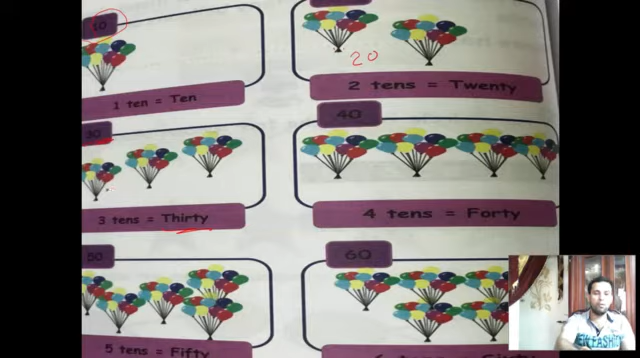 10
20
1 ten = Ten
2 tens = Twenty
30
40
3 tens = Thirty
4 tens = Forty
50
60
5 tens = Fifty